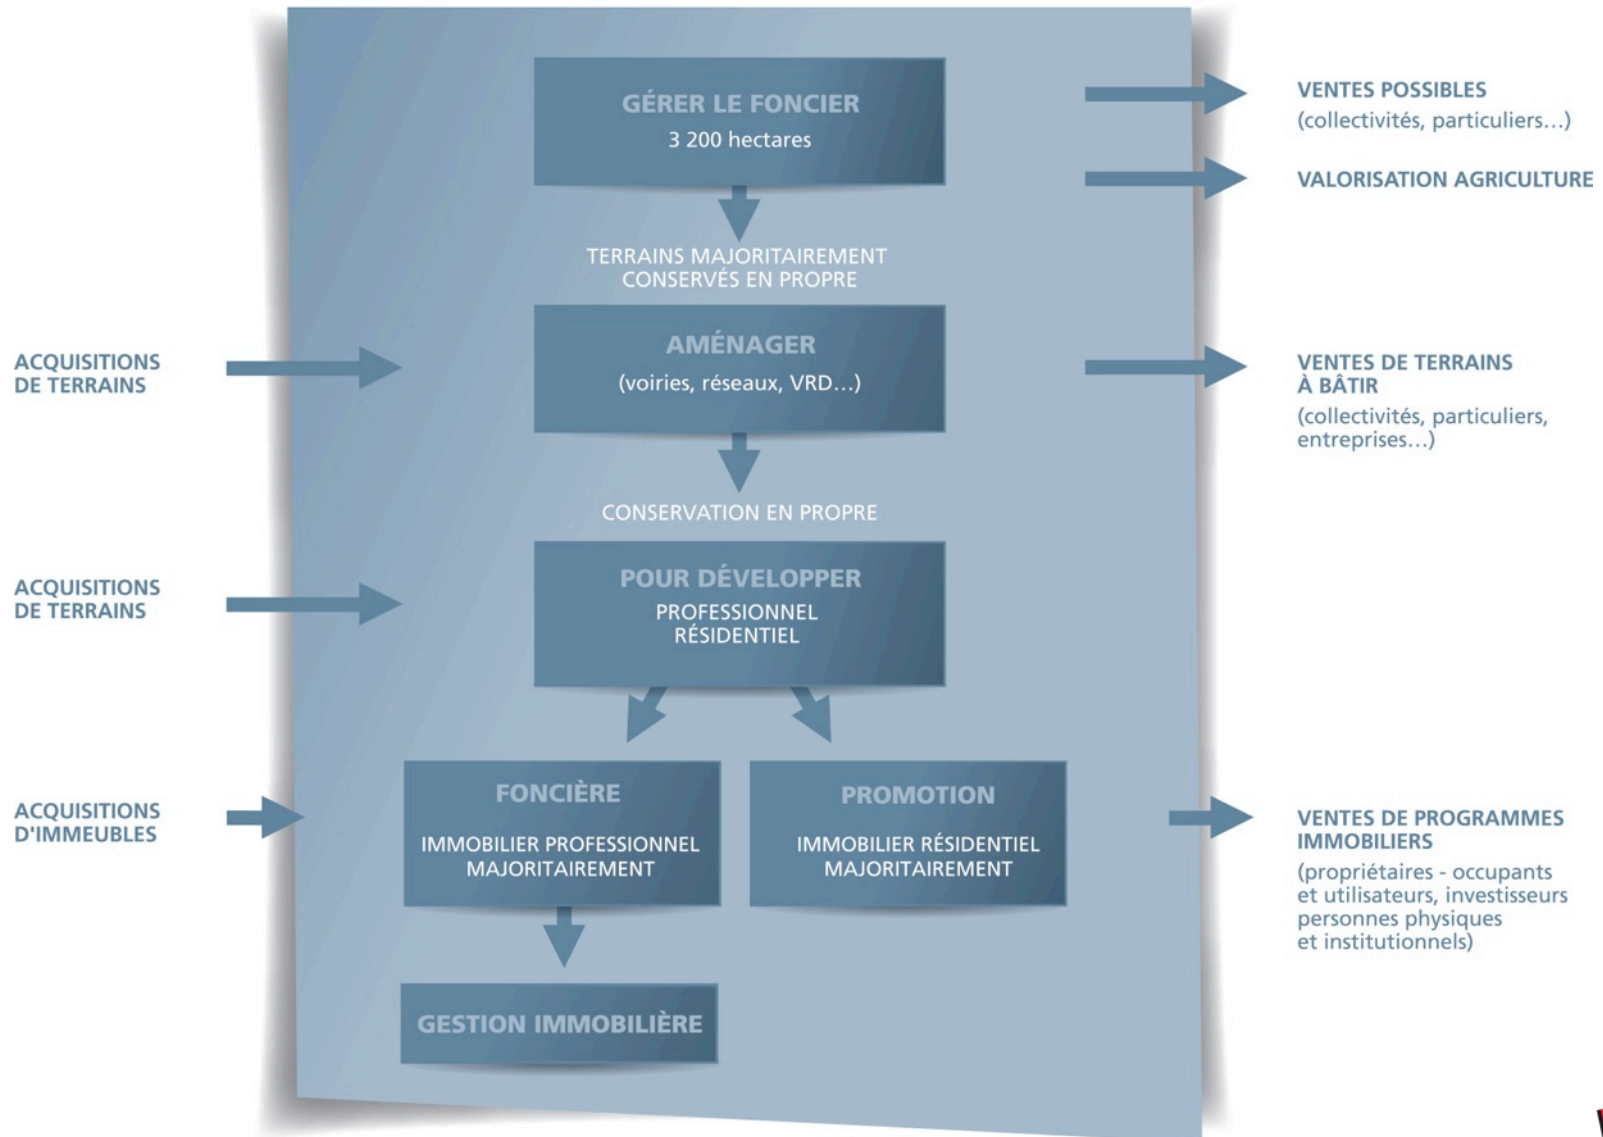 GÉRER LE FONCIER
3 200 hectares
VENTES POSSIBLES
(collectivités, particuliers...)
VALORISATION AGRICULTURE
TERRAINS MAJORITAIREMENT
CONSERVÉS EN PROPRE
ACQUISITIONS
DE TERRAINS
AMÉNAGER
(voiries, réseaux, VRD...)
VENTES DE TERRAINS
À BÂTIR
(collectivités, particuliers,
entreprises...)
CONSERVATION EN PROPRE
ACQUISITIONS
DE TERRAINS
POUR DÉVELOPPER
PROFESSIONNEL
RÉSIDENTIEL
ACQUISITIONS
D'IMMEUBLES
FONCIÈRE
IMMOBILIER PROFESSIONNEL
MAJORITAIREMENT
PROMOTION
IMMOBILIER RÉSIDENTIEL
MAJORITAIREMENT
VENTES DE PROGRAMMES
IMMOBILIERS
(propriétaires - occupants
et utilisateurs, investisseurs
personnes physiques
et institutionnels)
GESTION IMMOBILIÈRE